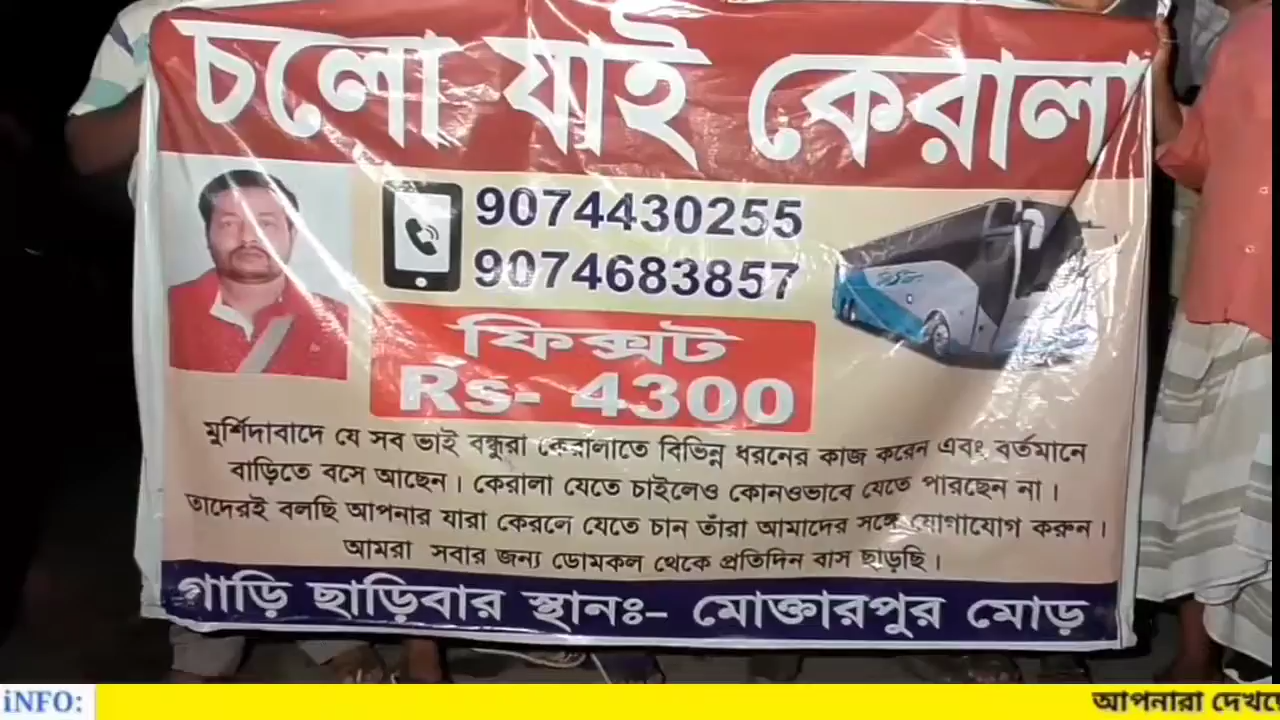 চলো যাই কেরালা
9074430255
9074683857
ফিক্সট
Rs- 4300
মুর্শিদাবাদে যে সব ভাই বন্ধুরা কেরালাতে বিভিন্ন ধরনের কাজ করেন এবং বর্তমানে
বাড়িতে বসে আছেন। কেরালা যেতে চাইলেও কোনওভাবে যেতে পারছেন না।
তাদেরই বলছি আপনার যারা কেরলে যেতে চান তাঁরা আমাদের সঙ্গে যোগাযোগ করুন।
আমরা সবার জন্য ডোমকল থেকে প্রতিদিন বাস ছাড়ছি।
গাড়ি ছাড়িবার স্থানঃ- মোক্তারপুর মোড়
iNFO:
আপনারা